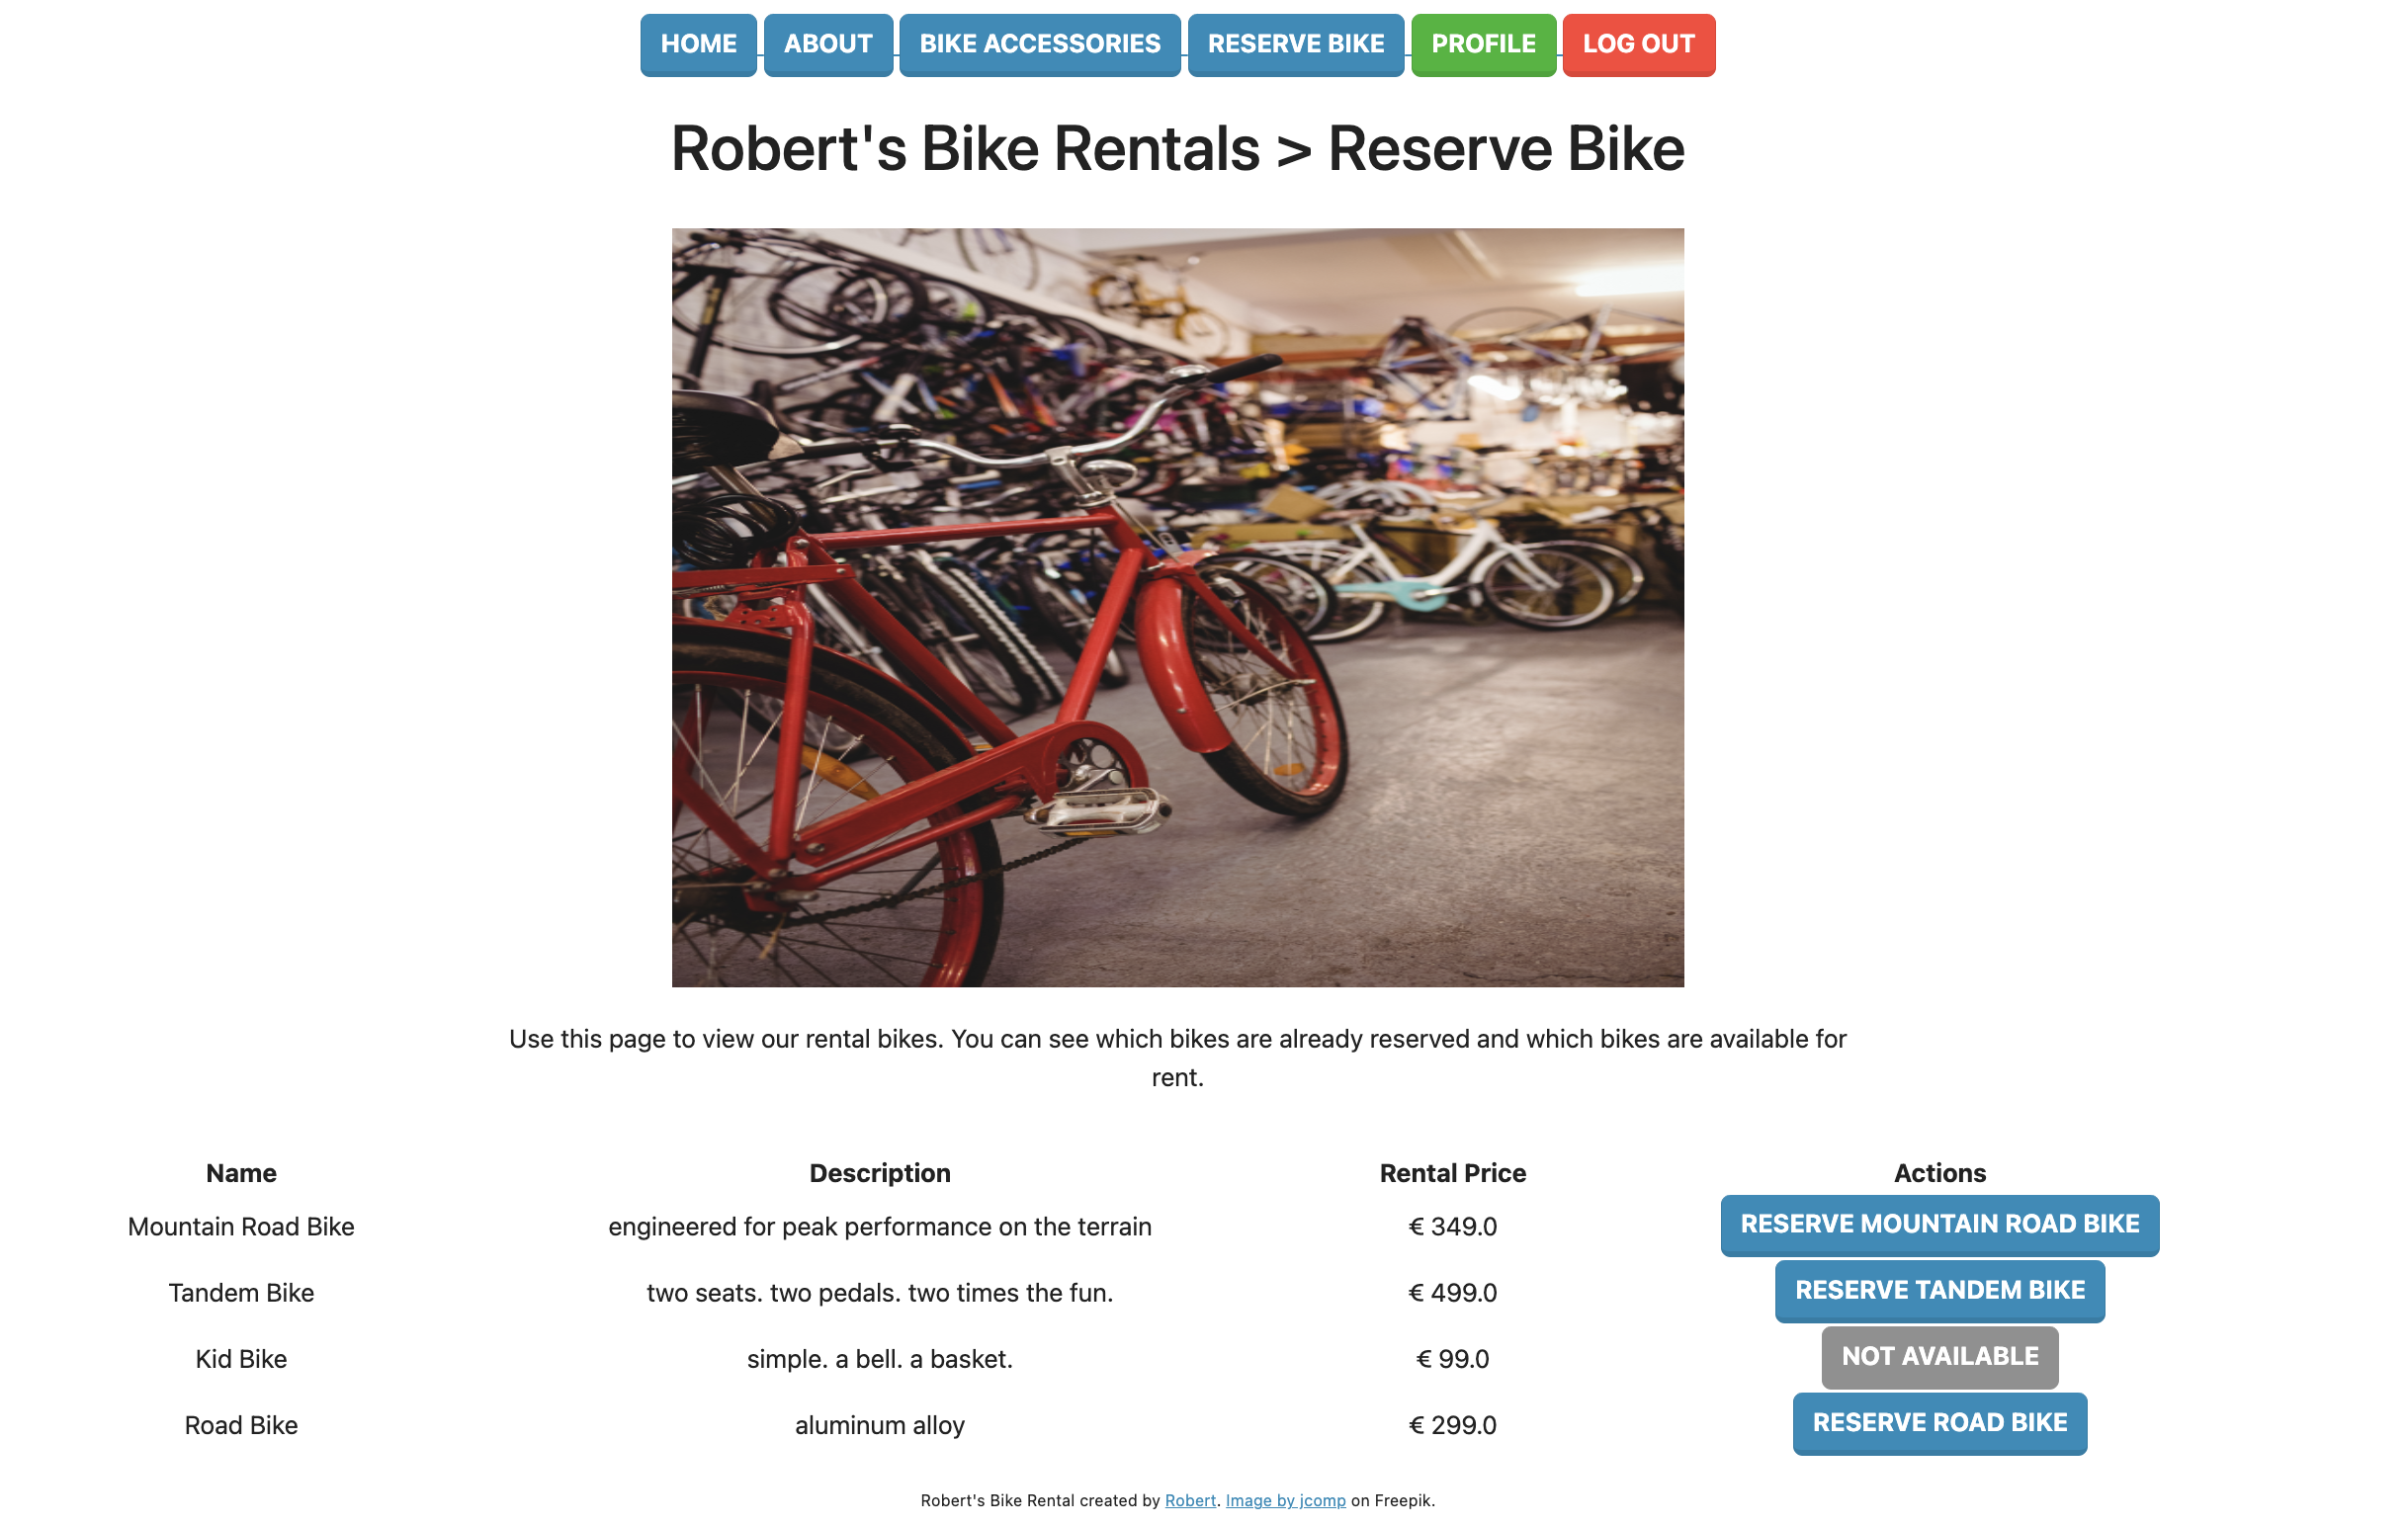 HOME ABOUT BIKE ACCESSORIES RESERVE BIKE PROFILE LOG OUT
Robert's Bike Rentals > Reserve Bike
Use this page to view our rental bikes. You can see which bikes are already reserved and which bikes are available for
rent.
Name Description Rental Price Actions
Mountain Road Bike engineered for peak performance on the terrain € 349.0 RESERVE MOUNTAIN ROAD BIKE
Tandem Bike two seats. two pedals. two times the fun. € 499.0 RESERVE TANDEM BIKE
Kid Bike simple. a bell. a basket. € 99.0 NOT AVAILABLE
Road Bike aluminum alloy € 299.0 RESERVE ROAD BIKE
Robert's Bike Rental created by Robert. Image by jcomp on Freepik.